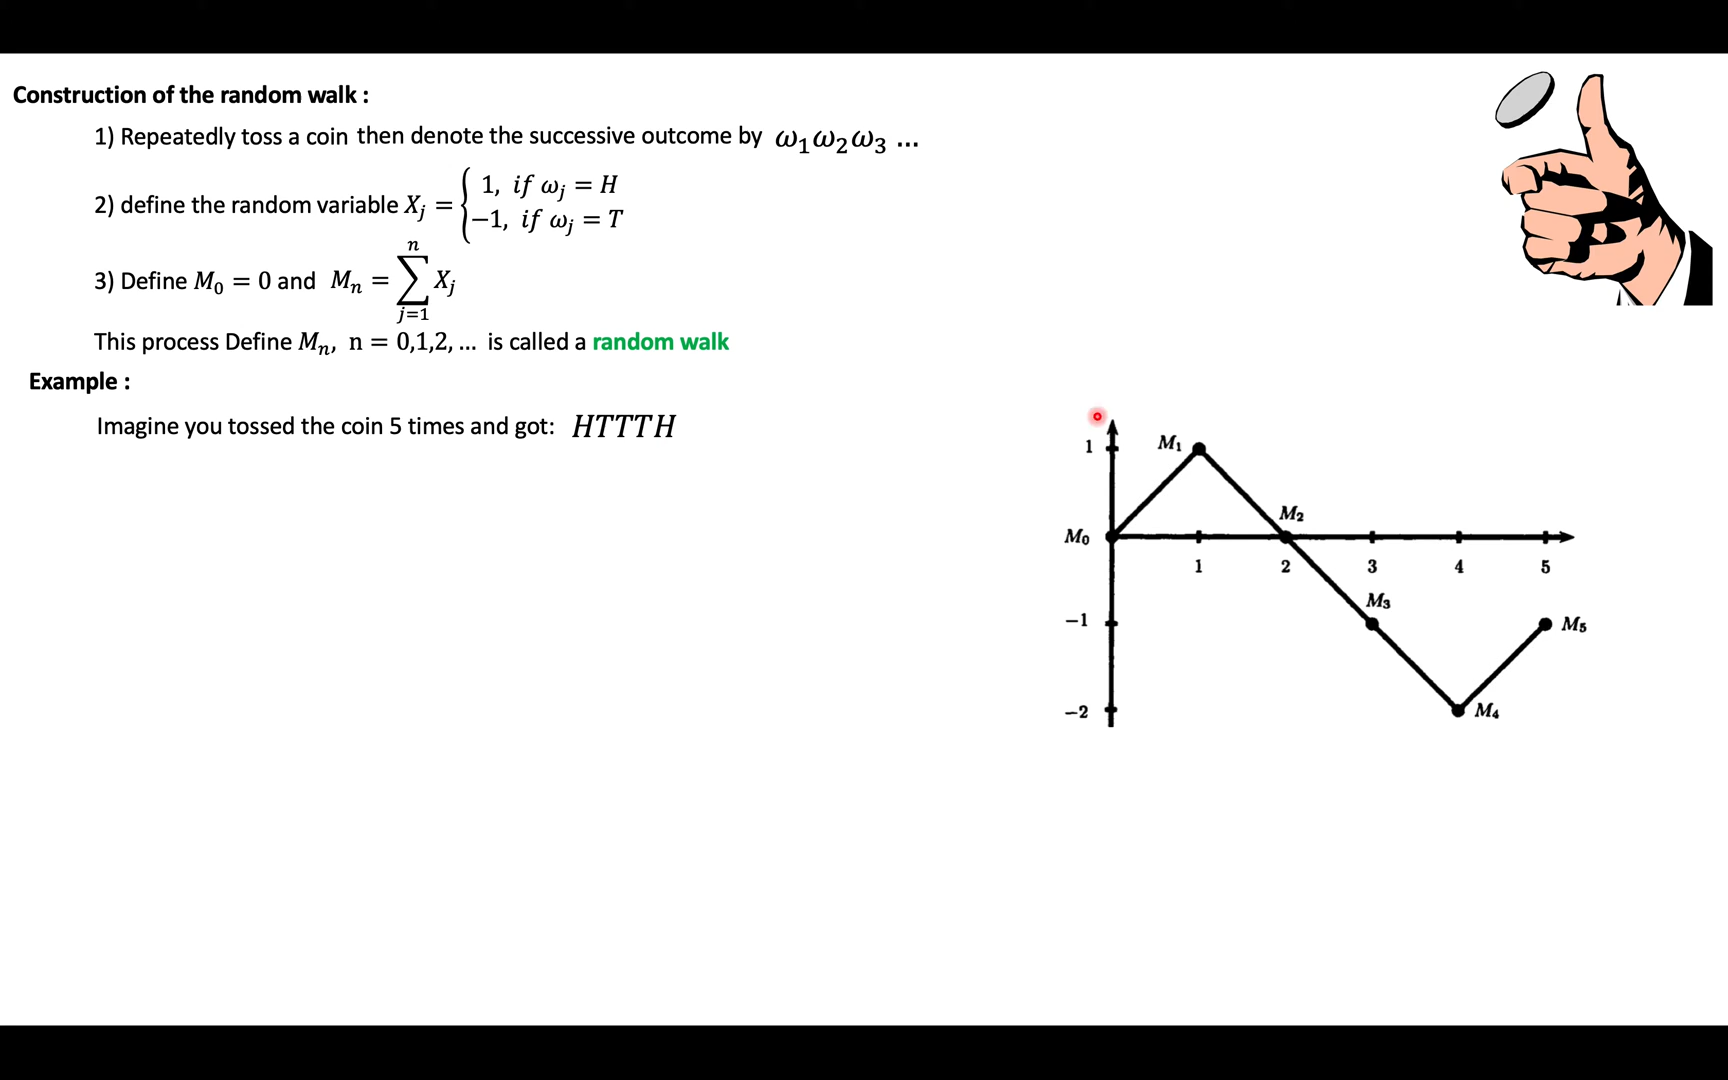 Construction of the random walk :
1) Repeatedly toss a coin then denote the successive outcome by ω₁ω₂ω₃ ...
2) define the random variable Xⱼ = { 1, if ωⱼ = H
−1, if ωⱼ = T
3) Define M₀ = 0 and Mₙ = ∑ⁿⱼ₌₁ Xⱼ
This process Define Mₙ, n = 0,1,2, ... is called a random walk
Example :
Imagine you tossed the coin 5 times and got: HTTTH
1 M₁
M₂
M₀
1 2 3 4 5
M₃
−1 M₅
−2 M₄